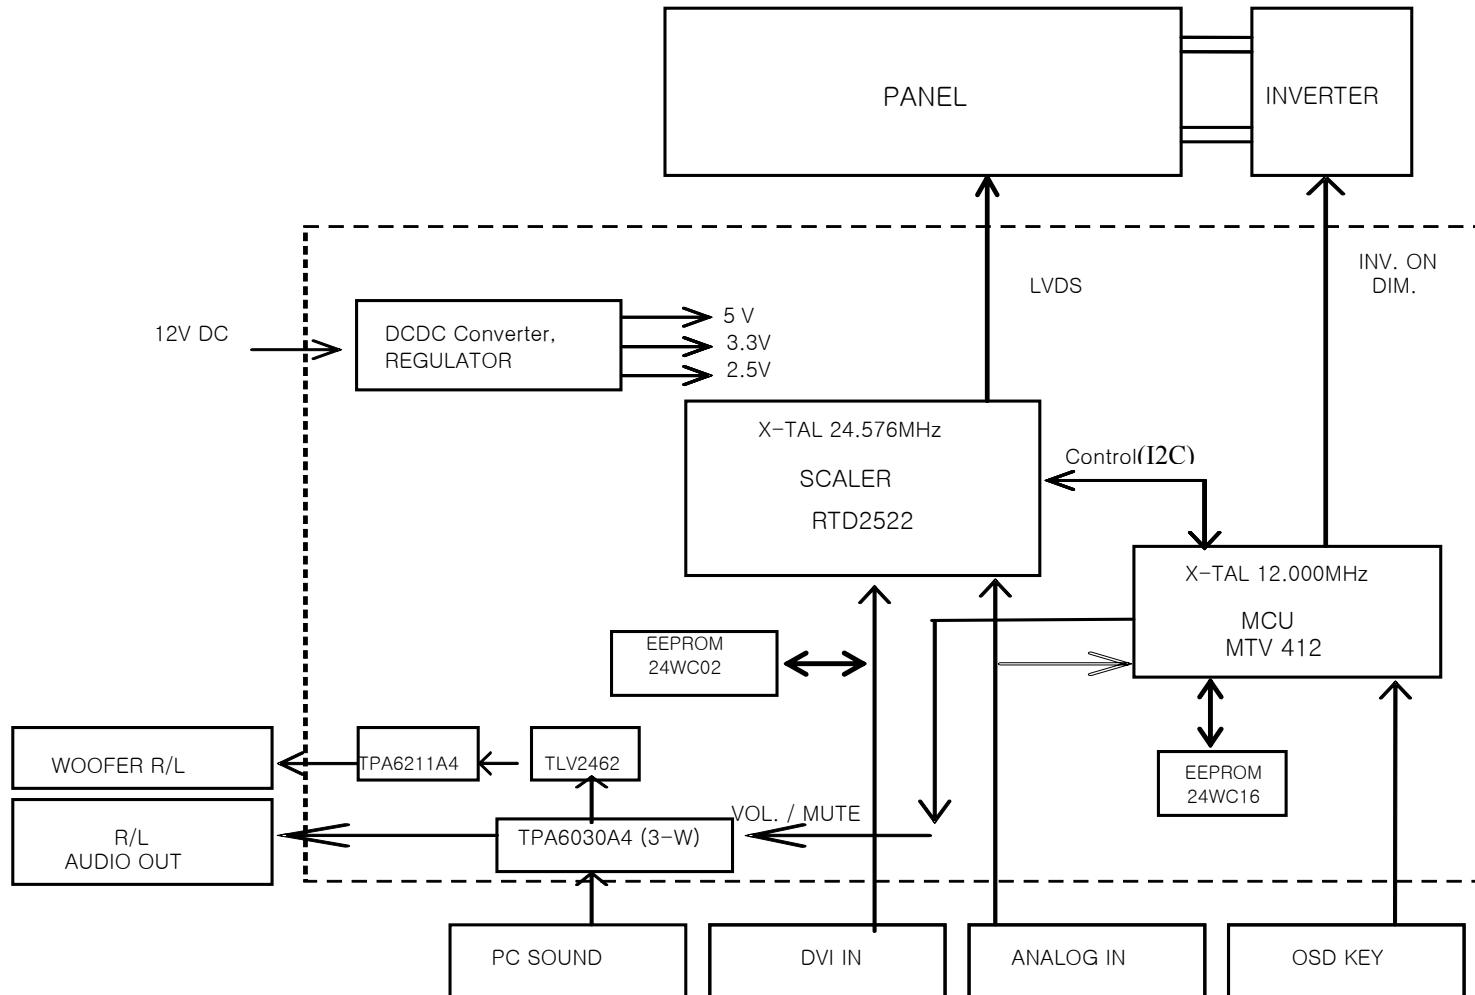 PANEL
INVERTER
INV. ON
DIM.
LVDS
12V DC
DCDC Converter,
REGULATOR
5 V
3.3V
2.5V
X-TAL 24.576MHz
SCALER
RTD2522
Control(I2C)
X-TAL 12.000MHz
MCU
MTV 412
EEPROM
24WC02
WOOFER R/L
TPA6211A4
TLV2462
EEPROM
24WC16
VOL. / MUTE
R/L
AUDIO OUT
TPA6030A4 (3-W)
PC SOUND
DVI IN
ANALOG IN
OSD KEY